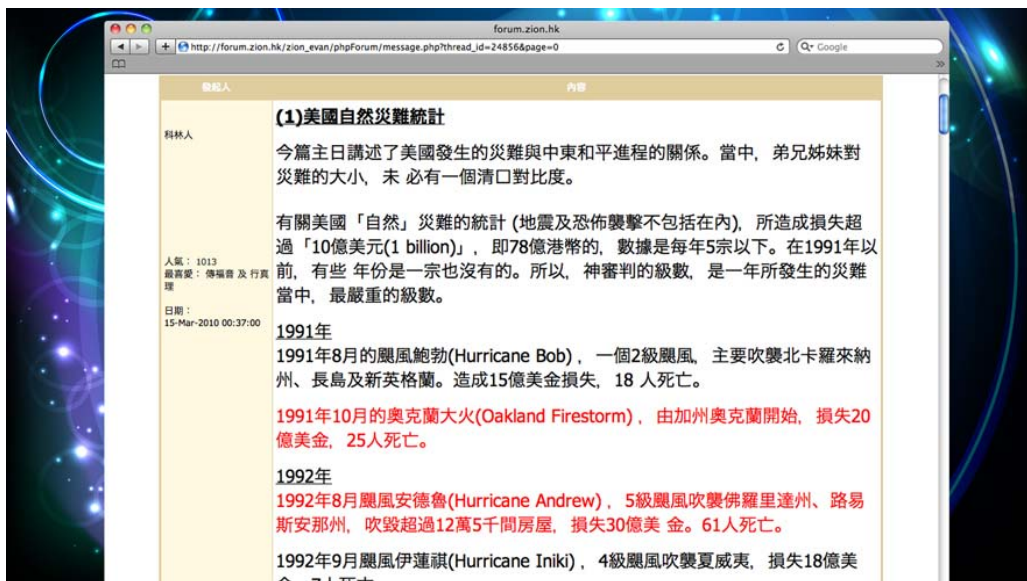 forum.zion.hk
http://forum.zion.hk/zion_evan/phpForum/message.php?thread_id=24856&page=0
Google
發起人
內容
科林人
人氣： 1013
最喜愛： 傳福音 及 行真
理
日期：
15-Mar-2010 00:37:00
(1)美國自然災難統計
今篇主日講述了美國發生的災難與中東和平進程的關係。當中，弟兄姊妹對
災難的大小，未 必有一個清口對比度。
有關美國「自然」災難的統計 (地震及恐佈襲擊不包括在內)，所造成損失超
過「10億美元(1 billion)」，即78億港幣的，數據是每年5宗以下。在1991年以
前，有些 年份是一宗也沒有的。所以，神審判的級數，是一年所發生的災難
當中，最嚴重的級數。
1991年
1991年8月的颶風鮑勃(Hurricane Bob)，一個2級颶風，主要吹襲北卡羅來納
州、長島及新英格蘭。造成15億美金損失，18 人死亡。
1991年10月的奧克蘭大火(Oakland Firestorm)，由加州奧克蘭開始，損失20
億美金，25人死亡。
1992年
1992年8月颶風安德魯(Hurricane Andrew)，5級颶風吹襲佛羅里達州、路易
斯安那州，吹毀超過12萬5千間房屋，損失30億美 金。61人死亡。
1992年9月颶風伊蓮祺(Hurricane Iniki)，4級颶風吹襲夏威夷，損失18億美